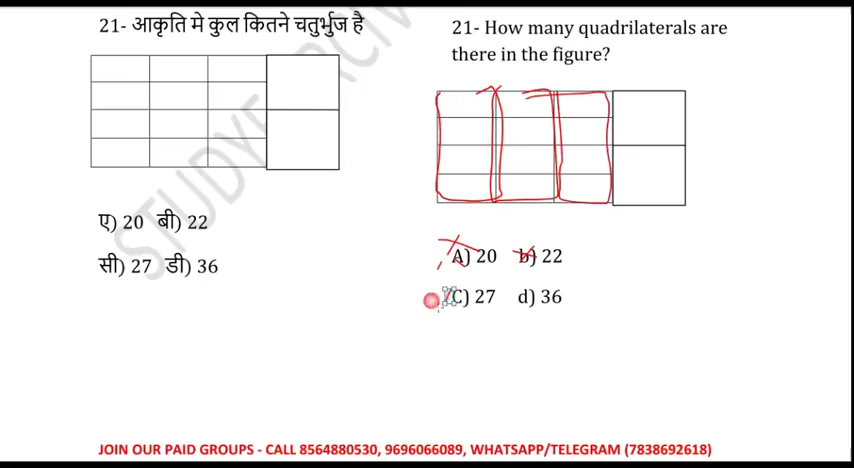 21- आकृति मे कुल कितने चतुर्भुज है
ए) 20 बी) 22
सी) 27 डी) 36
21- How many quadrilaterals are
there in the figure?
A) 20 b) 22
C) 27 d) 36
JOIN OUR PAID GROUPS - CALL 8564880530, 9696066089, WHATSAPP/TELEGRAM (7838692618)